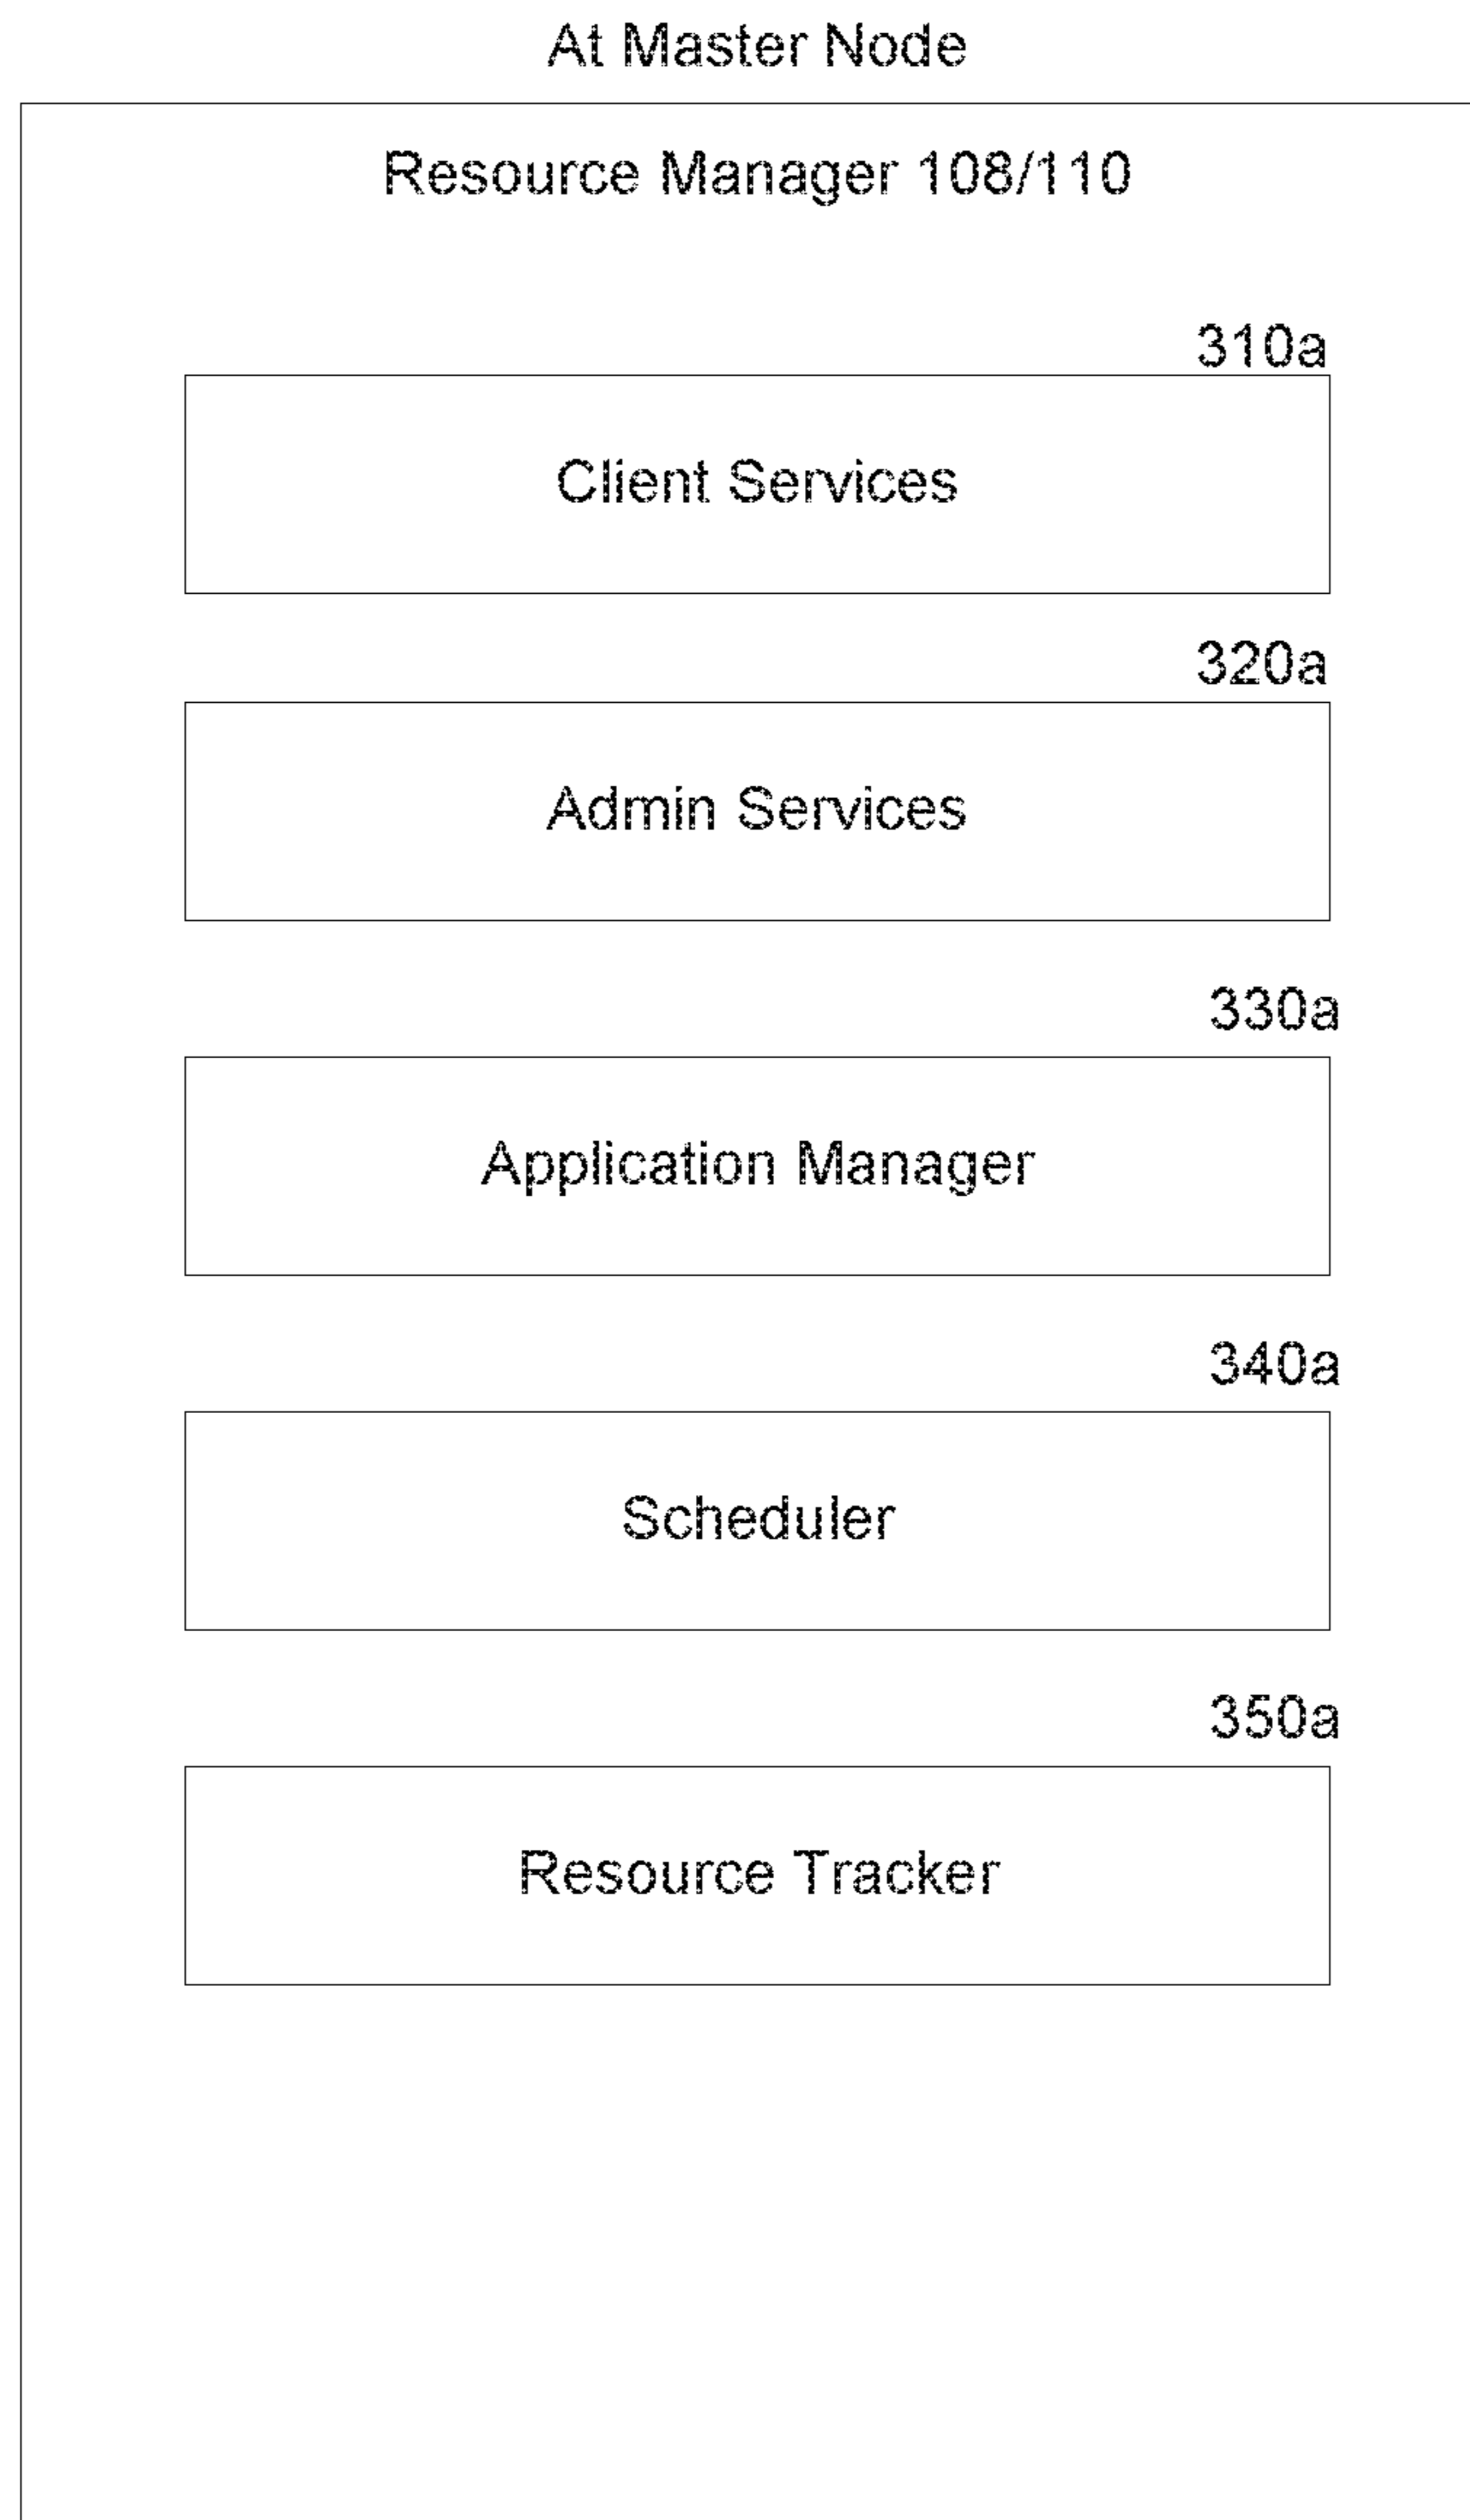 At Master Node
Resource Manager 108/110
310a
Client Services
320a
Admin Services
330a
Application Manager
340a
Scheduler
350a
Resource Tracker